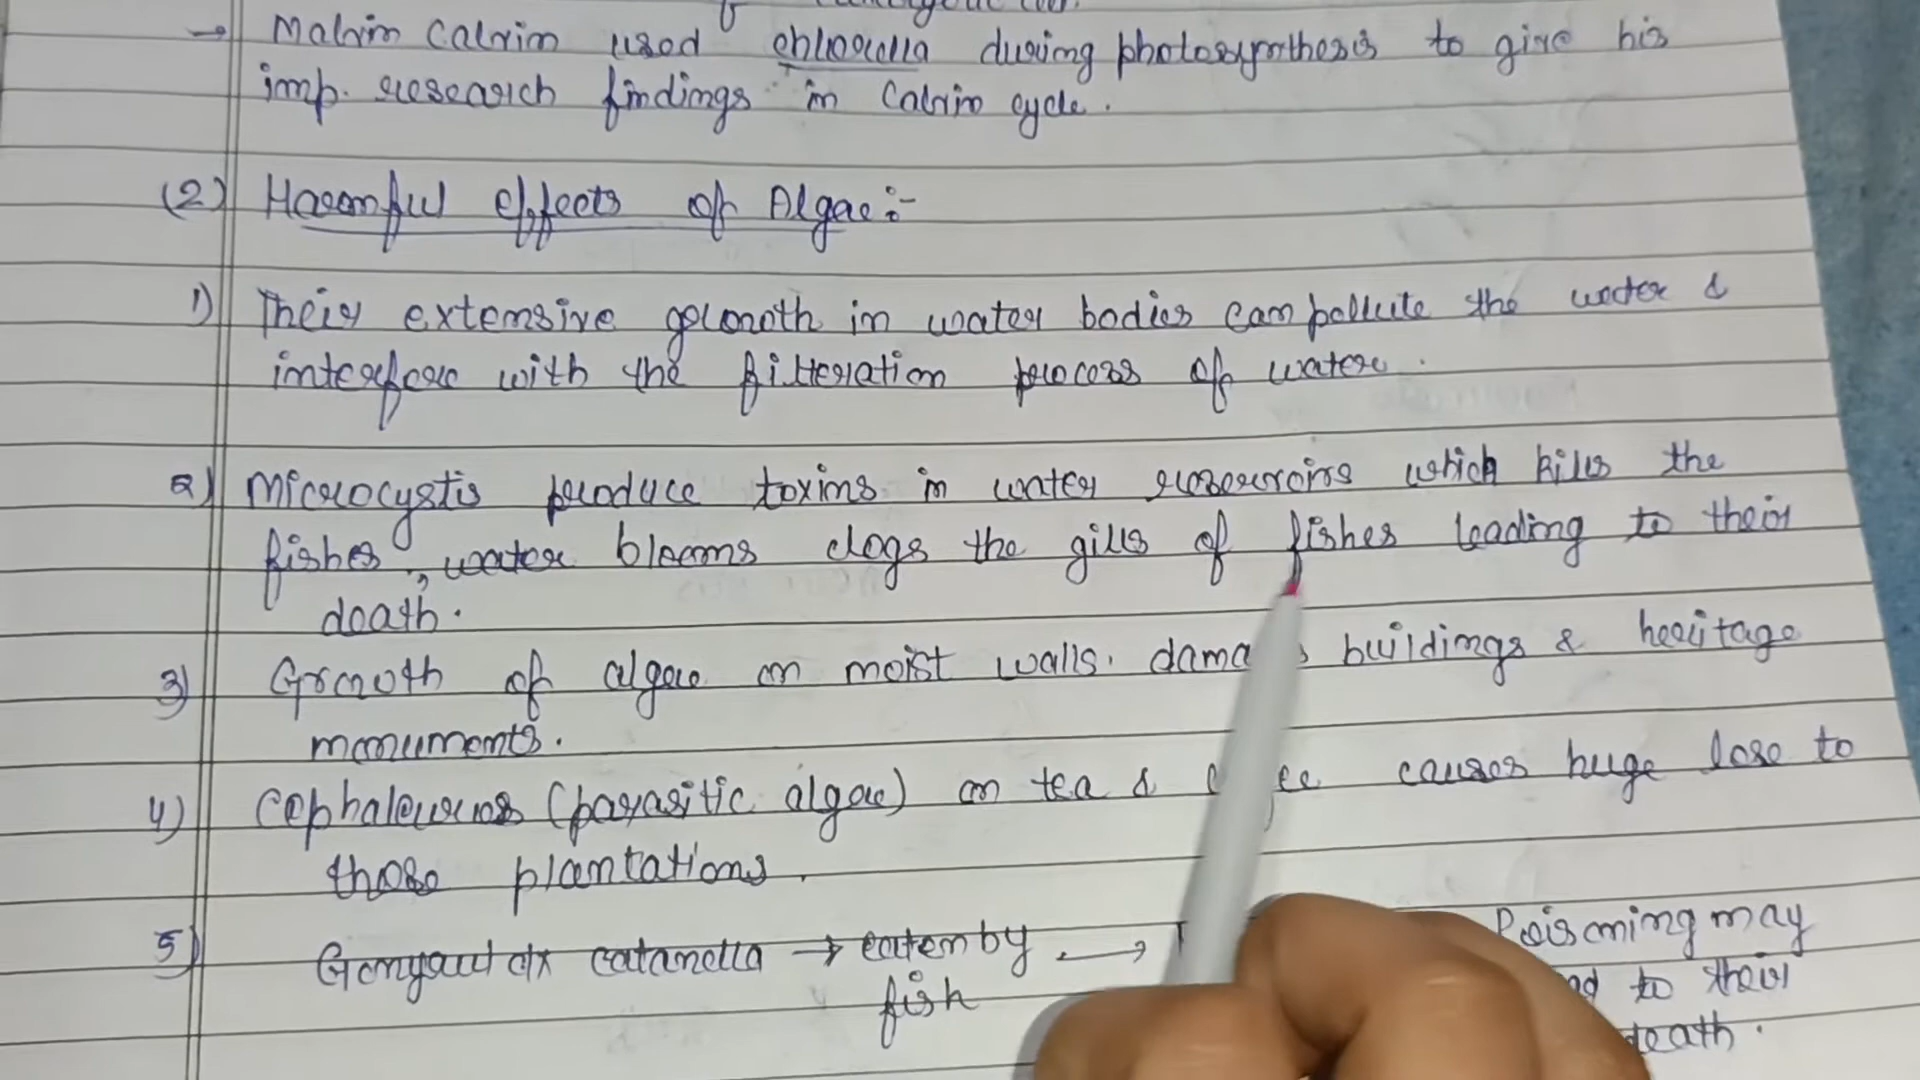 → Malvin Calvin used chlorella during photosynthesis to give his
imp. research findings in Calvin cycle.
(2) Harmful effects of Algae:-
1) Their extensive growth in water bodies can pollute the water &
interfere with the filteration process of water.
2) Microcystis produce toxins in water reserviors which kills the
fishes, water blooms clogs the gills of fishes leading to their
death.
3) Growth of algae on moist walls. buildings & heritage
monuments.
4) Cephaleuros (parasitic algae) on tea & causes huge loss to
those plantations.
5) catanella → eaten by → Poisoning may
fish to their
death.